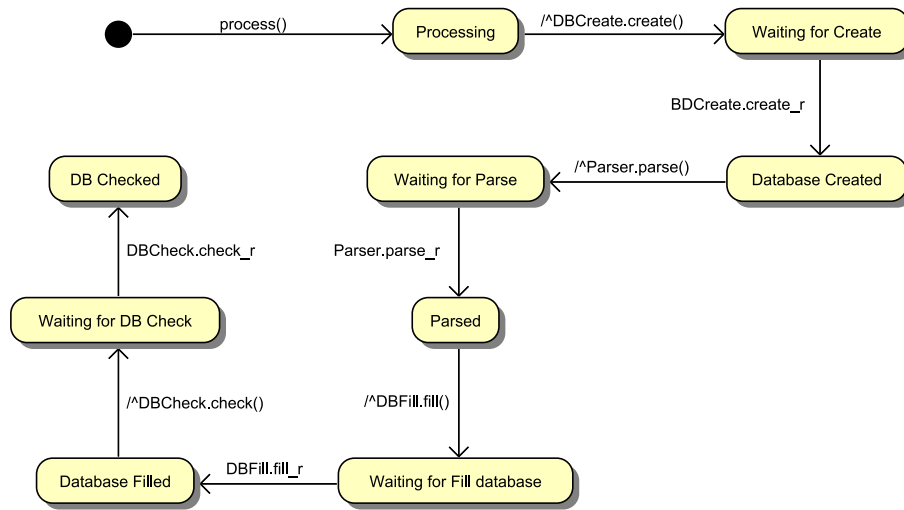 process()
Processing
/^DBCreate.create()
Waiting for Create
BDCreate.create_r
Database Created
/^Parser.parse()
Waiting for Parse
Parser.parse_r
Parsed
/^DBFill.fill()
Waiting for Fill database
DBFill.fill_r
Database Filled
/^DBCheck.check()
Waiting for DB Check
DBCheck.check_r
DB Checked